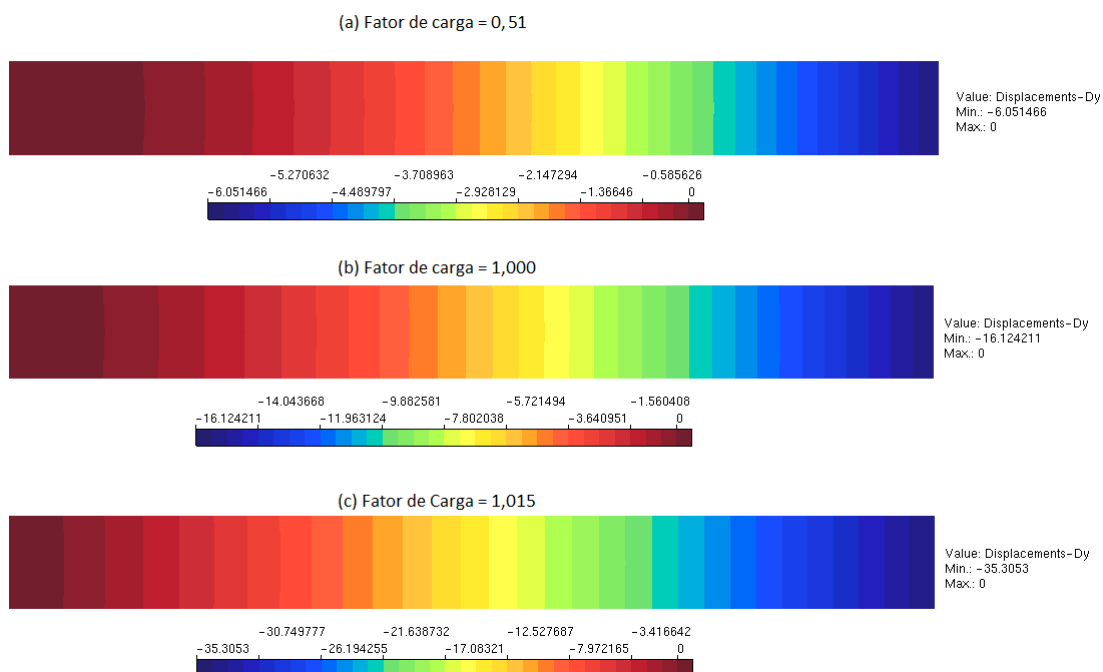 (a) Fator de carga = 0,51
Value: Displacements-Dy
Min.: -6.051466
Max.: 0
-5.270632 -3.708963 -2.147294 -0.585626
-6.051466 -4.489797 -2.928129 -1.36646 0
(b) Fator de carga = 1,000
Value: Displacements-Dy
Min.: -16.124211
Max.: 0
-14.043668 -9.882581 -5.721494 -1.560408
-16.124211 -11.963124 -7.802038 -3.640951 0
(c) Fator de Carga = 1,015
Value: Displacements-Dy
Min.: -35.3053
Max.: 0
-30.749777 -21.638732 -12.527687 -3.416642
-35.3053 -26.194255 -17.08321 -7.972165 0